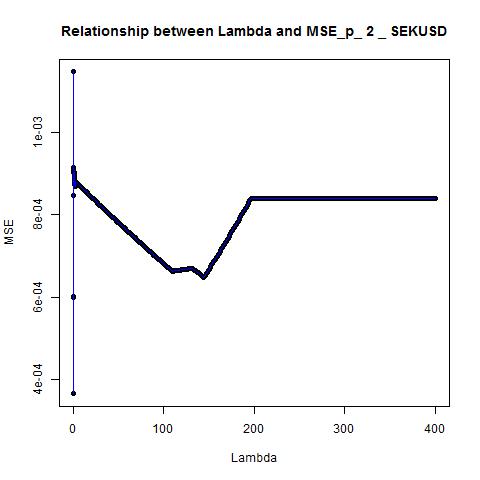 Relationship between Lambda and MSE_p_ 2 _ SEKUSD
1e-03
8e-04
6e-04
4e-04
MSE
0 100 200 300 400
Lambda